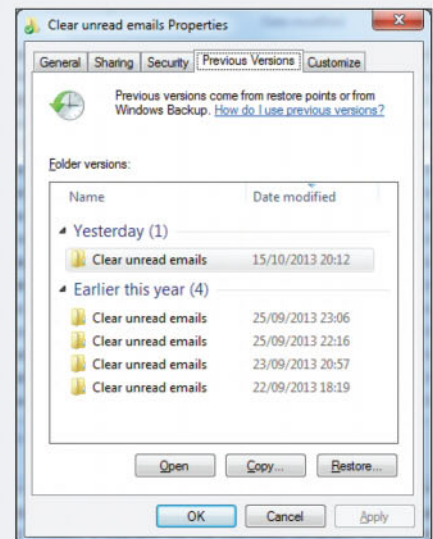 Clear unread emails Properties
General Sharing Security Previous Versions Customize
Previous versions come from restore points or from
Windows Backup. How do I use previous versions?
Folder versions:
Name Date modified
Yesterday (1)
Clear unread emails 15/10/2013 20:12
Earlier this year (4)
Clear unread emails 25/09/2013 23:06
Clear unread emails 25/09/2013 22:16
Clear unread emails 23/09/2013 20:57
Clear unread emails 22/09/2013 18:19
Open Copy... Restore...
OK Cancel Apply